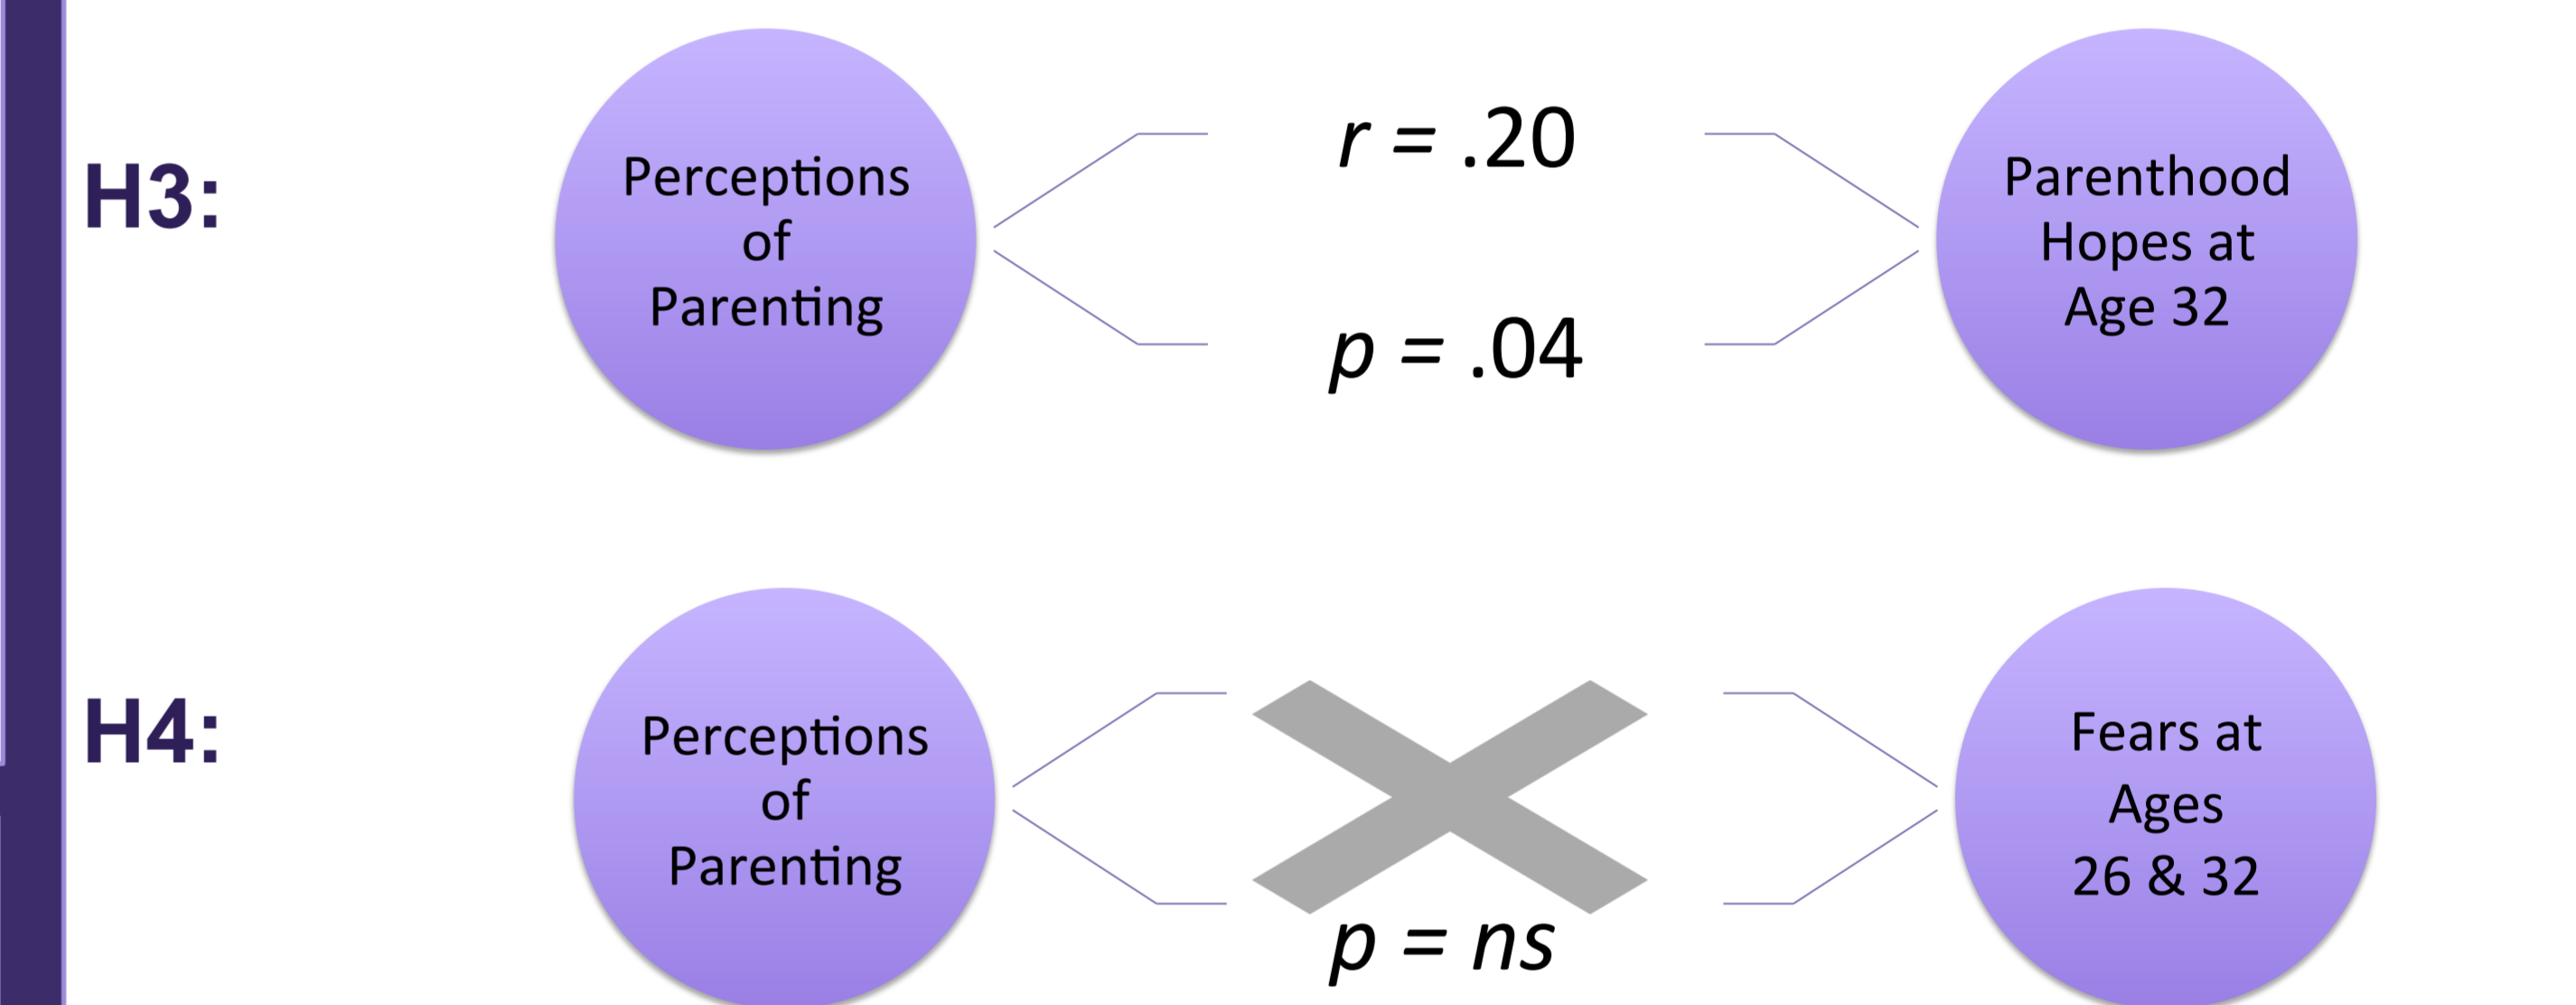 H3:
Perceptions
of
Parenting
r = .20
p = .04
Parenthood
Hopes at
Age 32
H4:
Perceptions
of
Parenting
p = ns
Fears at
Ages
26 & 32